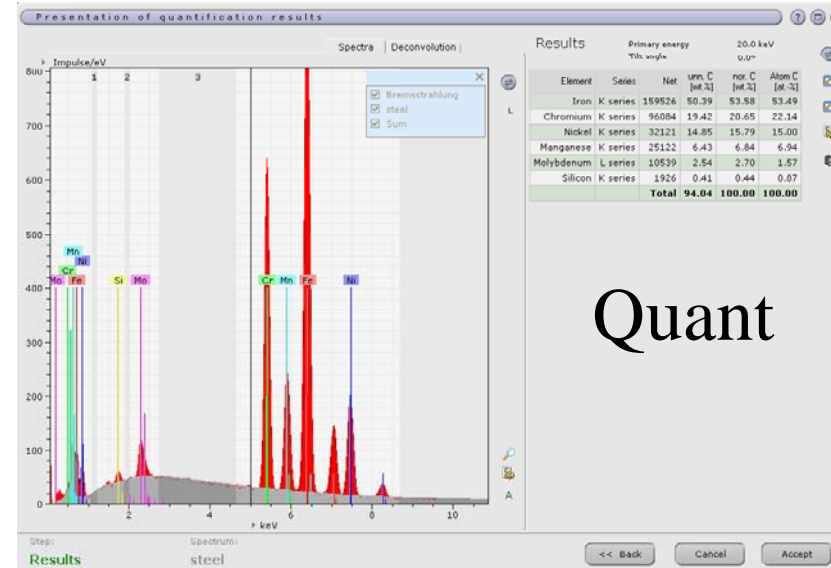 Presentation of quantification results
Spectra Deconvolution
Impulse/eV
1 2 3
Bremsstrahlung
steel
Sum
800
700
600
500
400
300
200
100
0
Mn
Ni
Cr
Mo Fe Si Mo Cr Mn Fe Ni
2 4 6 8 10
keV
L
A
Results Primary energy 20.0 keV
Tilt angle 0.0°
Element Series Net unn. C [wt.%] nor. C [wt.%] Atom C [at.-%]
Iron K series 159526 50.39 53.58 53.49
Chromium K series 96084 19.42 20.65 22.14
Nickel K series 32121 14.85 15.79 15.00
Manganese K series 25122 6.43 6.84 6.94
Molybdenum L series 10539 2.54 2.70 1.57
Silicon K series 1926 0.41 0.44 0.87
Total 94.04 100.00 100.00
Quant
Step: Spectrum:
Results steel
<< Back Cancel Accept